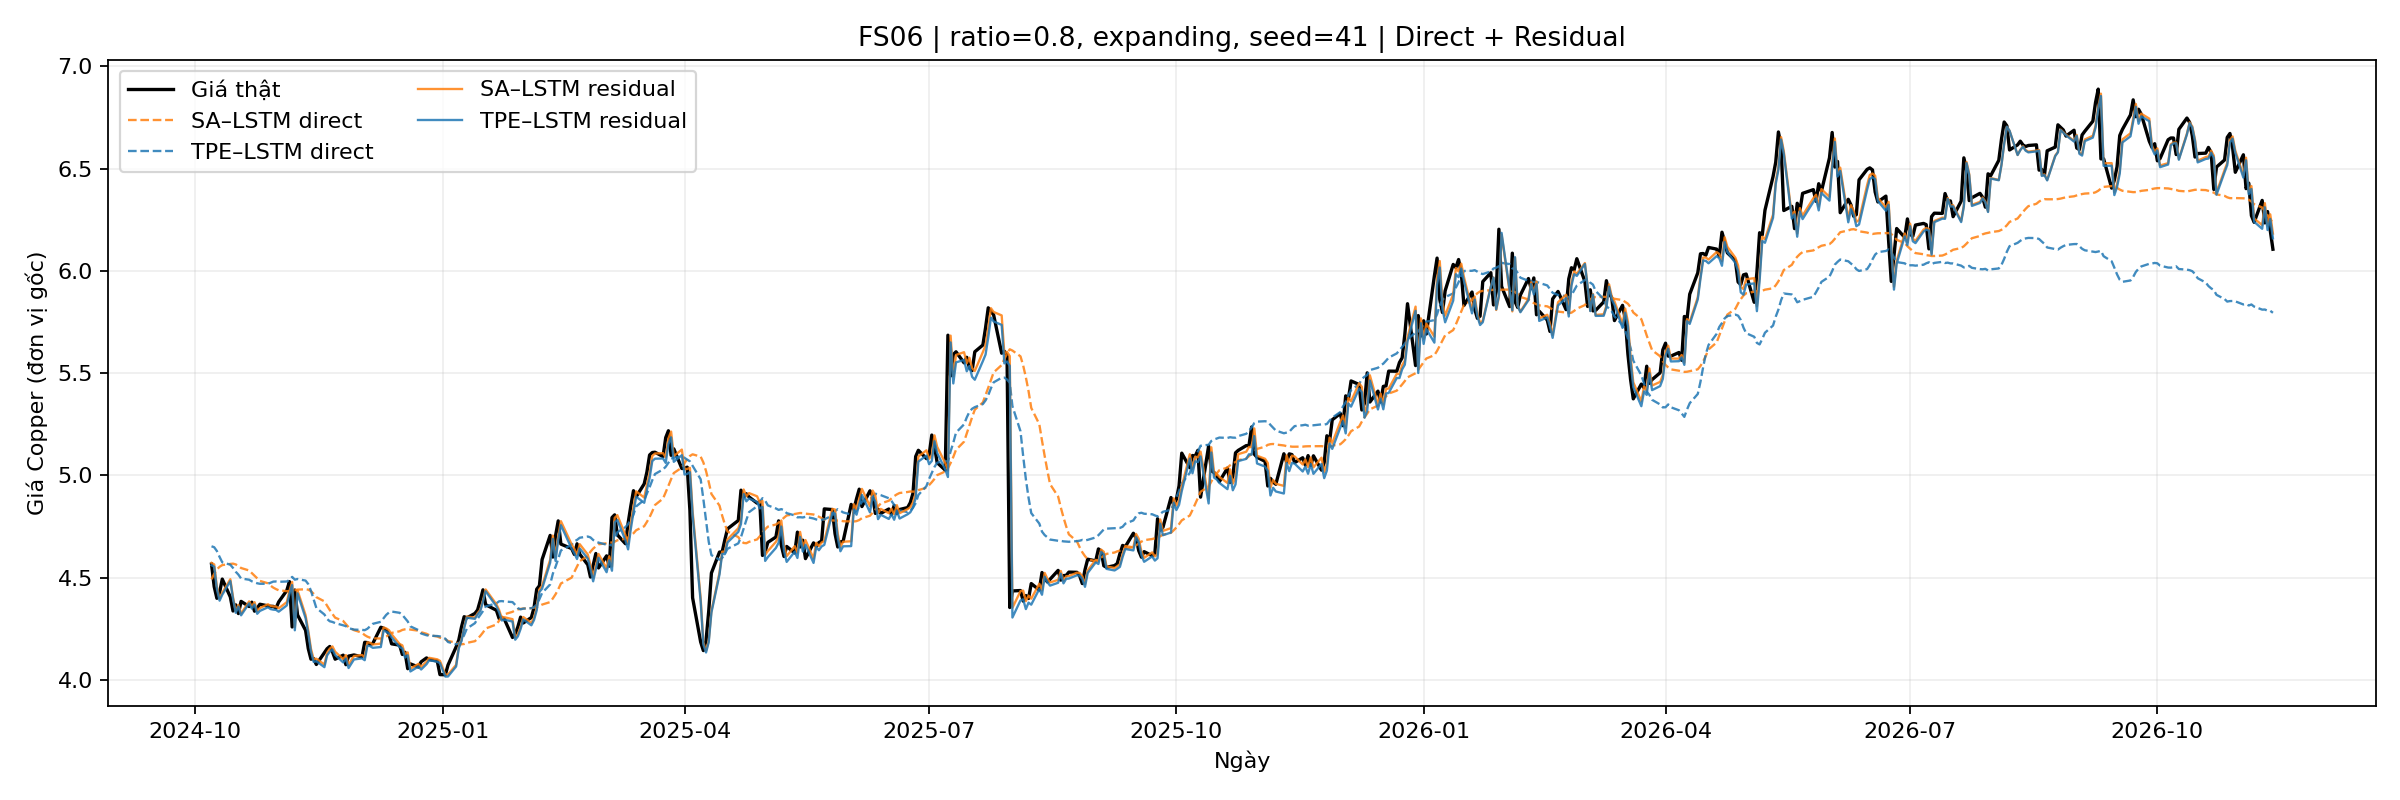 FS06 | ratio=0.8, expanding, seed=41 | Direct + Residual
Giá thật
SA–LSTM direct
TPE–LSTM direct
SA–LSTM residual
TPE–LSTM residual
Giá Copper (đơn vị gốc)
7.0
6.5
6.0
5.5
5.0
4.5
4.0
2024-10
2025-01
2025-04
2025-07
2025-10
2026-01
2026-04
2026-07
2026-10
Ngày